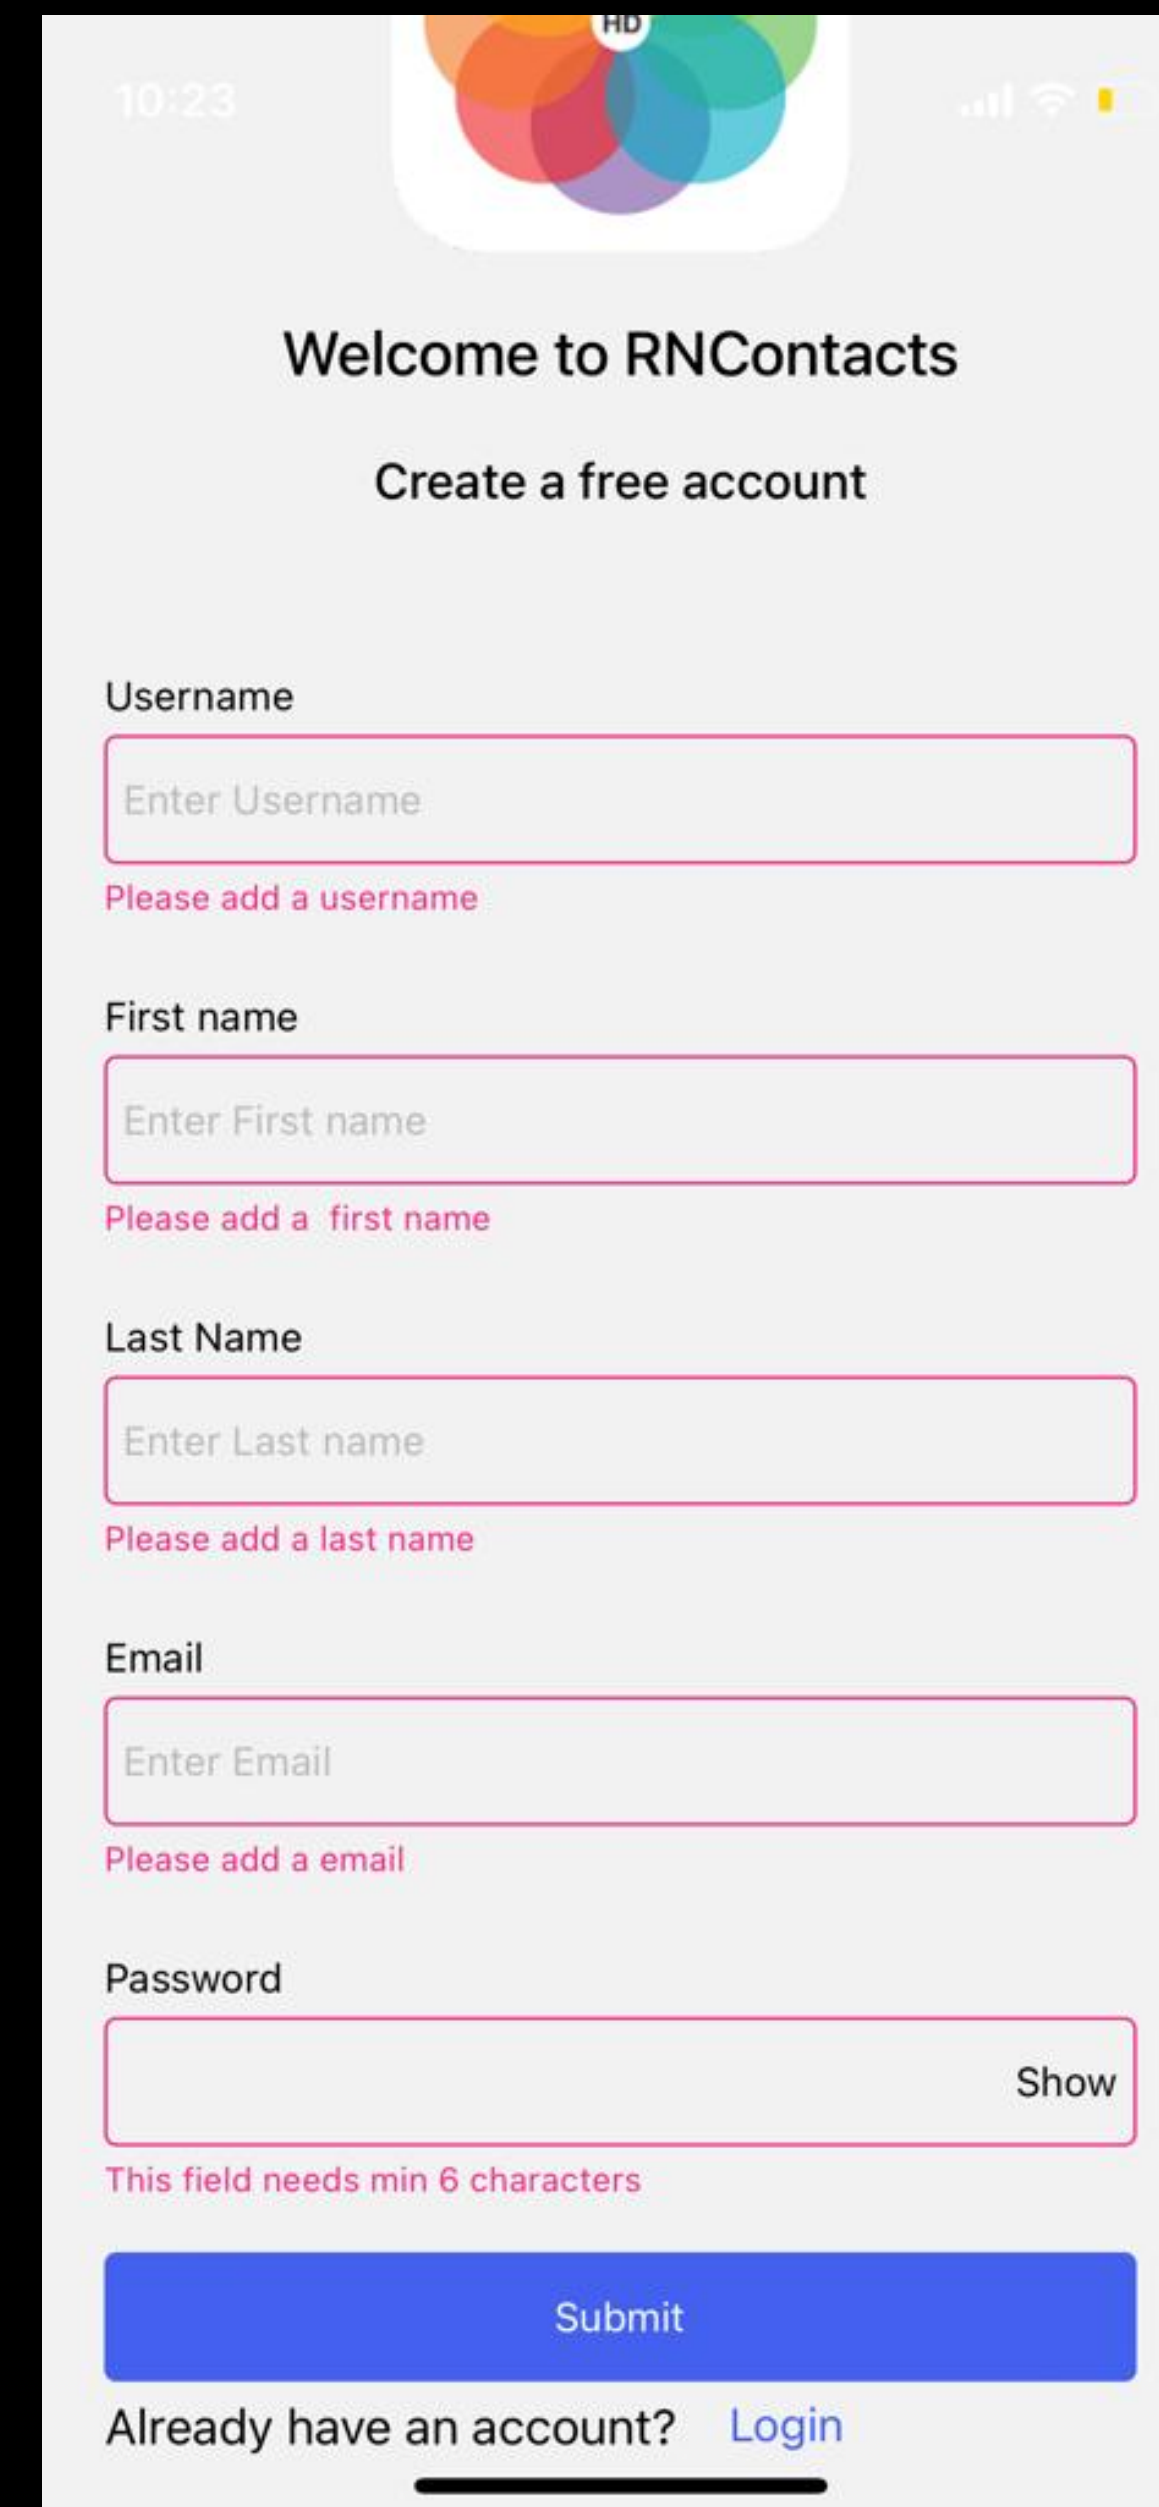 HD
10:23
Welcome to RNContacts
Create a free account
Username
Enter Username
Please add a username
First name
Enter First name
Please add a  first name
Last Name
Enter Last name
Please add a last name
Email
Enter Email
Please add a email
Password
Show
This field needs min 6 characters
Submit
Already have an account? Login